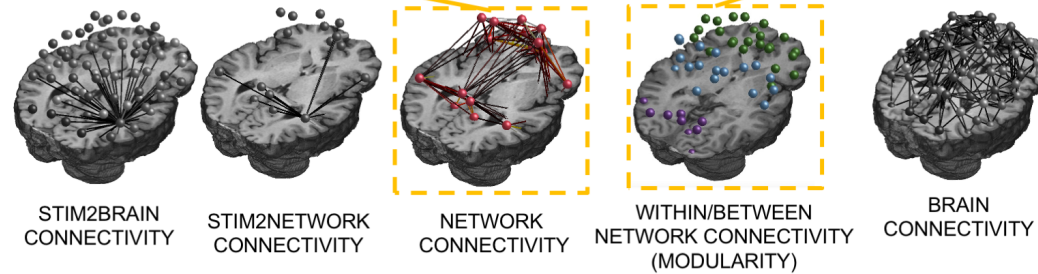 STIM2BRAIN
CONNECTIVITY
STIM2NETWORK
CONNECTIVITY
NETWORK
CONNECTIVITY
WITHIN/BETWEEN
NETWORK CONNECTIVITY
(MODULARITY)
BRAIN
CONNECTIVITY